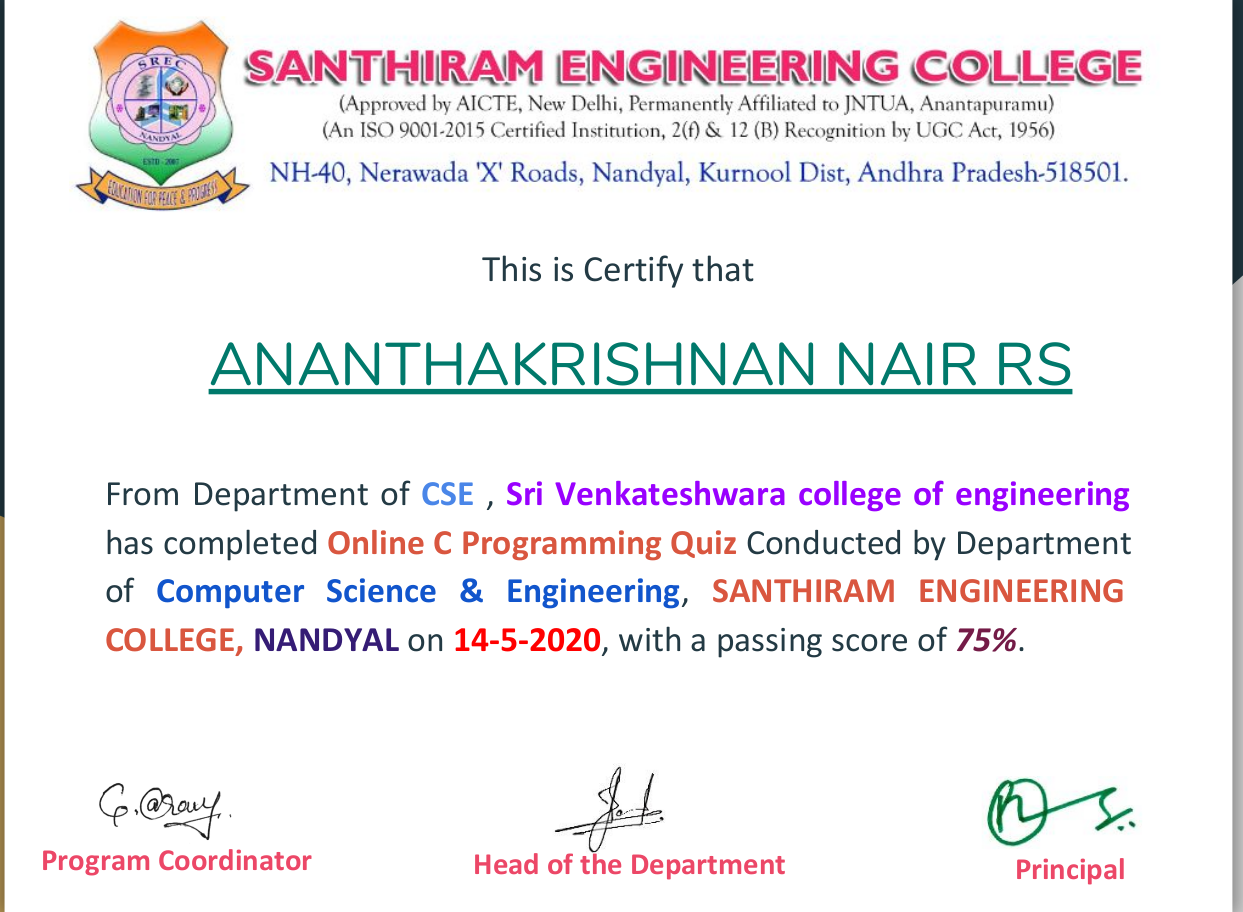 SREC
NANDYAL
ESTD - 2007
EDUCATION FOR PEACE & PROGRESS
SANTHIRAM ENGINEERING COLLEGE
(Approved by AICTE, New Delhi, Permanently Affiliated to JNTUA, Anantapuramu)
(An ISO 9001-2015 Certified Institution, 2(f) & 12 (B) Recognition by UGC Act, 1956)
NH-40, Nerawada 'X' Roads, Nandyal, Kurnool Dist, Andhra Pradesh-518501.
This is Certify that
ANANTHAKRISHNAN NAIR RS
From Department of CSE , Sri Venkateshwara college of engineering
has completed Online C Programming Quiz Conducted by Department
of Computer Science & Engineering, SANTHIRAM ENGINEERING
COLLEGE, NANDYAL on 14-5-2020, with a passing score of 75%.
Program Coordinator
Head of the Department
Principal